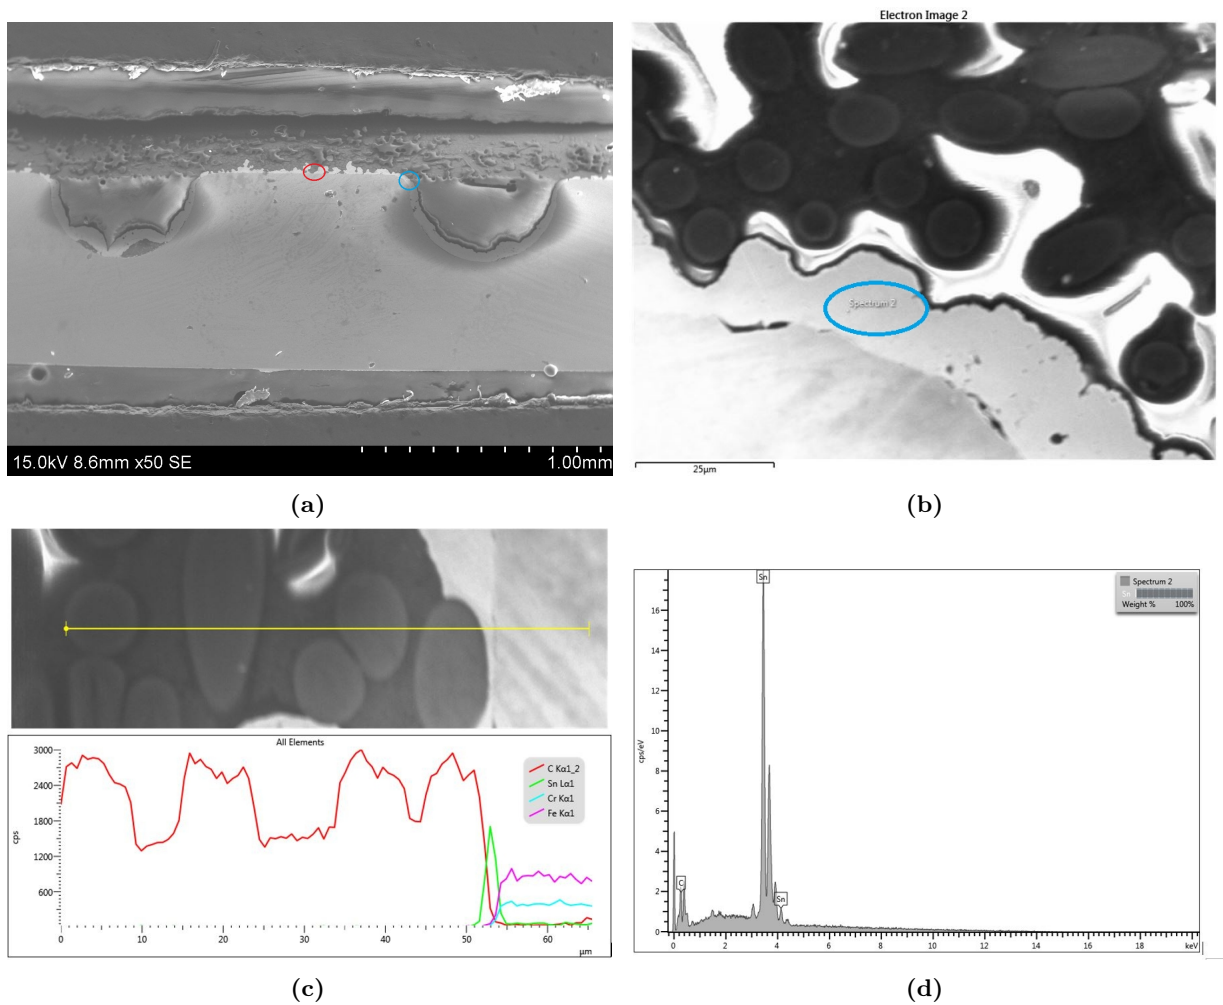 Electron Image 2
15.0kV 8.6mm x50 SE
1.00mm
Spectrum 2
25µm
(a)
(b)
All Elements
3000
2400
1800
1200
600
cps
C Kα1_2
Sn Lα1
Cr Kα1
Fe Kα1
0
10
20
30
40
50
60
µm
(c)
Sn
Spectrum 2
Sn
Weight %
100%
16
14
12
10
8
6
4
2
0
cps/eV
C
Sn
0
2
4
6
8
10
12
14
16
18
keV
(d)